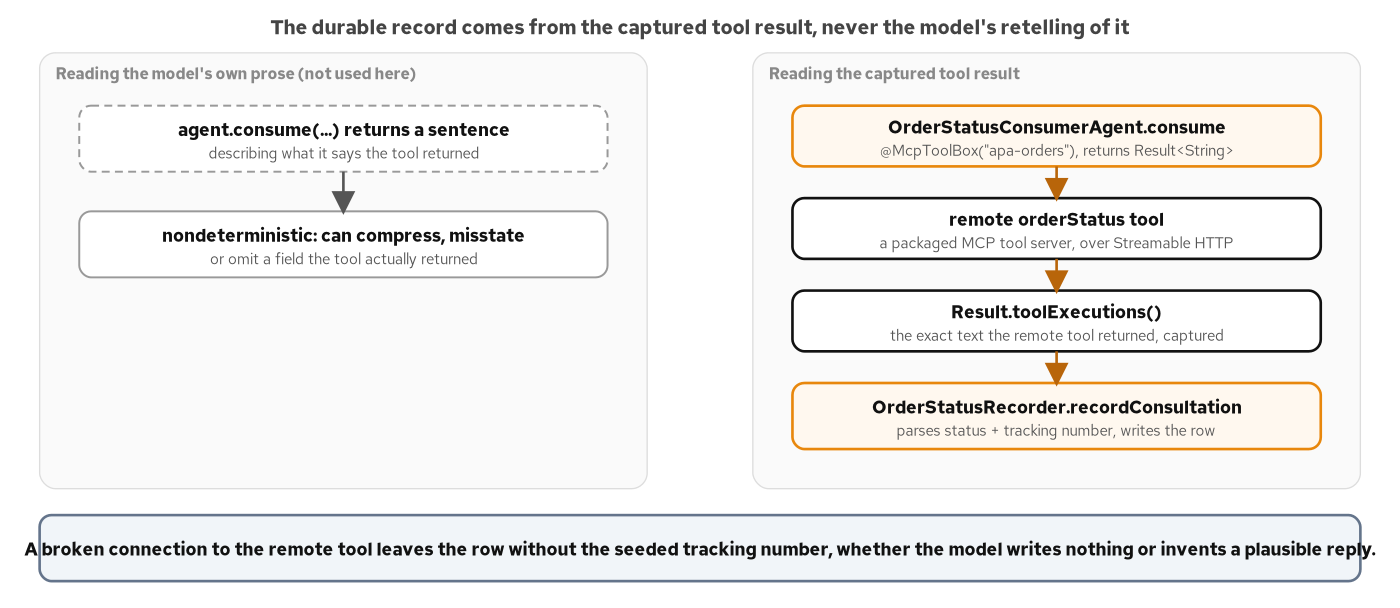 The durable record comes from the captured tool result, never the model's retelling of it
Reading the model's own prose (not used here)
agent.consume(...) returns a sentence
describing what it says the tool returned
nondeterministic: can compress, misstate
or omit a field the tool actually returned
Reading the captured tool result
OrderStatusConsumerAgent.consume
@McpToolBox("apa-orders"), returns Result<String>
remote orderStatus tool
a packaged MCP tool server, over Streamable HTTP
Result.toolExecutions()
the exact text the remote tool returned, captured
OrderStatusRecorder.recordConsultation
parses status + tracking number, writes the row
A broken connection to the remote tool leaves the row without the seeded tracking number, whether the model writes nothing or invents a plausible reply.